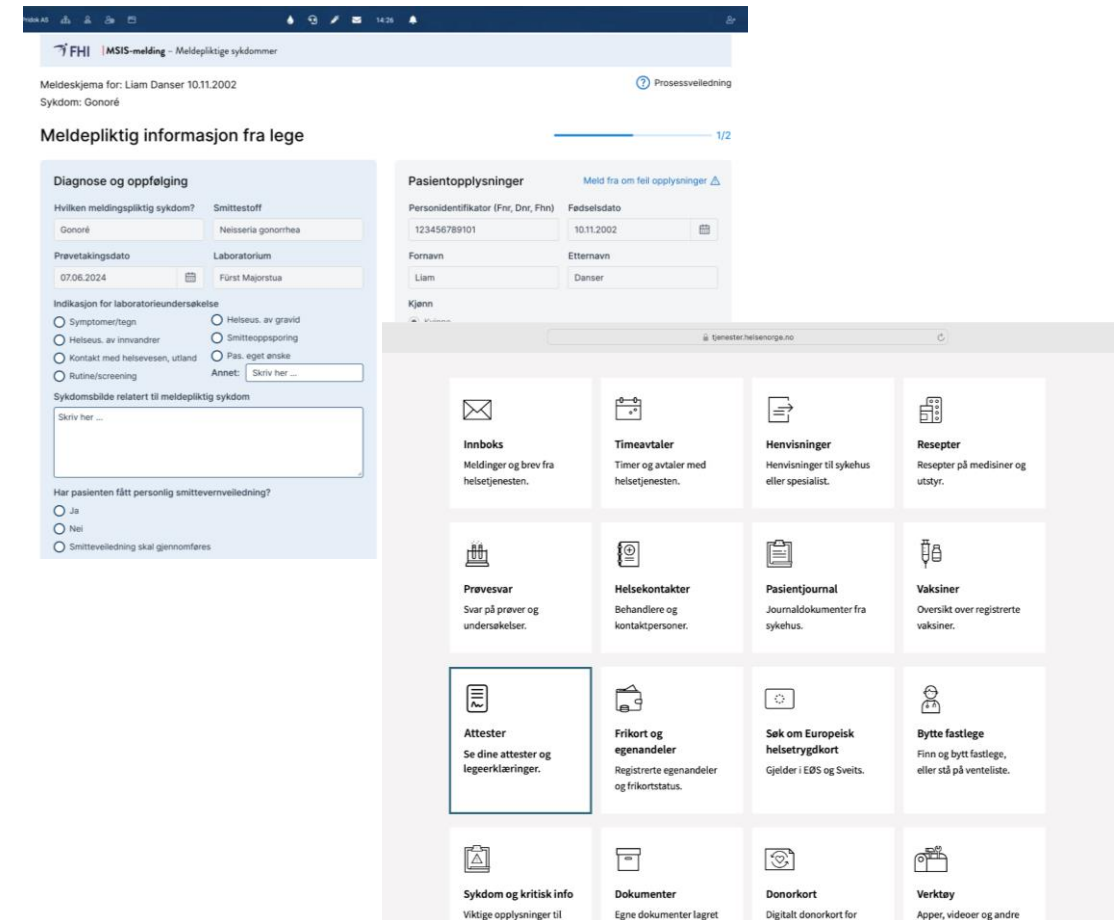 Pridok AS
14:26
FHI | MSIS-melding – Meldepliktige sykdommer
Meldeskjema for: Liam Danser 10.11.2002
Prosessveiledning
Sykdom: Gonoré
Meldepliktig informasjon fra lege
1/2
Diagnose og oppfølging
Hvilken meldingspliktig sykdom?
Smittestoff
Gonoré
Neisseria gonorrhea
Prøvetakingsdato
Laboratorium
07.06.2024
Fürst Majorstua
Indikasjon for laboratorieundersøkelse
Symptomer/tegn
Helseus. av gravid
Helseus. av innvandrer
Smitteoppsporing
Kontakt med helsevesen, utland
Pas. eget ønske
Rutine/screening
Annet:
Skriv her ...
Sykdomsbilde relatert til meldepliktig sykdom
Skriv her ...
Har pasienten fått personlig smittevernveiledning?
Ja
Nei
Smitteveiledning skal gjennomføres
Pasientopplysninger
Meld fra om feil opplysninger
Personidentifikator (Fnr, Dnr, Fhn)
Fødselsdato
123456789101
10.11.2002
Fornavn
Etternavn
Liam
Danser
Kjønn
Kvinne
tjenester.helsenorge.no
Innboks
Meldinger og brev fra
helsetjenesten.
Timeavtaler
Timer og avtaler med
helsetjenesten.
Henvisninger
Henvisninger til sykehus
eller spesialist.
Resepter
Resepter på medisiner og
utstyr.
Prøvesvar
Svar på prøver og
undersøkelser.
Helsekontakter
Behandlere og
kontaktpersoner.
Pasientjournal
Journaldokumenter fra
sykehus.
Vaksiner
Oversikt over registrerte
vaksiner.
Attester
Se dine attester og
legeerklæringer.
Frikort og
egenandeler
Registrerte egenandeler
og frikortstatus.
Søk om Europeisk
helsetrygdkort
Gjelder i EØS og Sveits.
Bytte fastlege
Finn og bytt fastlege,
eller stå på venteliste.
Sykdom og kritisk info
Viktige opplysninger til
Dokumenter
Egne dokumenter lagret
Donorkort
Digitalt donorkort for
Verktøy
Apper, videoer og andre